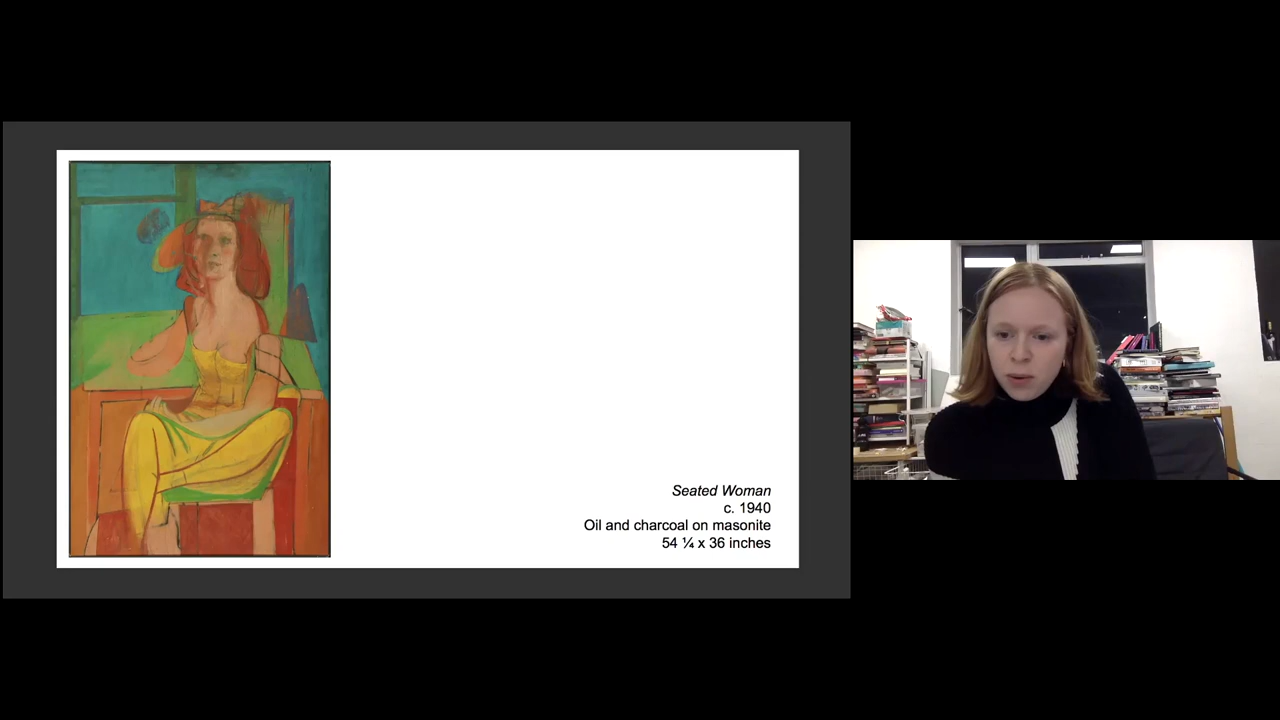 Seated Woman
c. 1940
Oil and charcoal on masonite
54 ¼ x 36 inches